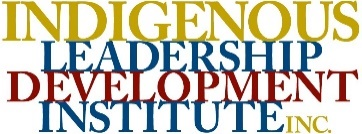 INDIGENOUS
LEADERSHIP
DEVELOPMENT
INSTITUTE INC.